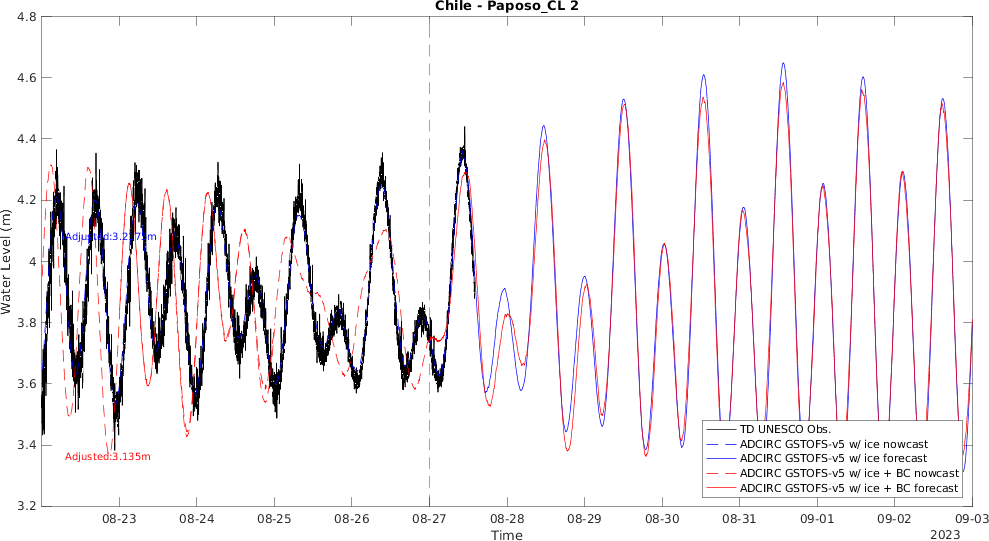 Chile - Paposo_CL 2
4.8
4.6
4.4
4.2
4
3.8
3.6
3.4
3.2
Water Level (m)
Adjusted:3.135m
TD UNESCO Obs.
ADCIRC GSTOFS-v5 w/ ice nowcast
ADCIRC GSTOFS-v5 w/ ice forecast
ADCIRC GSTOFS-v5 w/ ice + BC nowcast
ADCIRC GSTOFS-v5 w/ ice + BC forecast
08-23 08-24 08-25 08-26 08-27 08-28 08-29 08-30 08-31 09-01 09-02 09-03
Time
2023